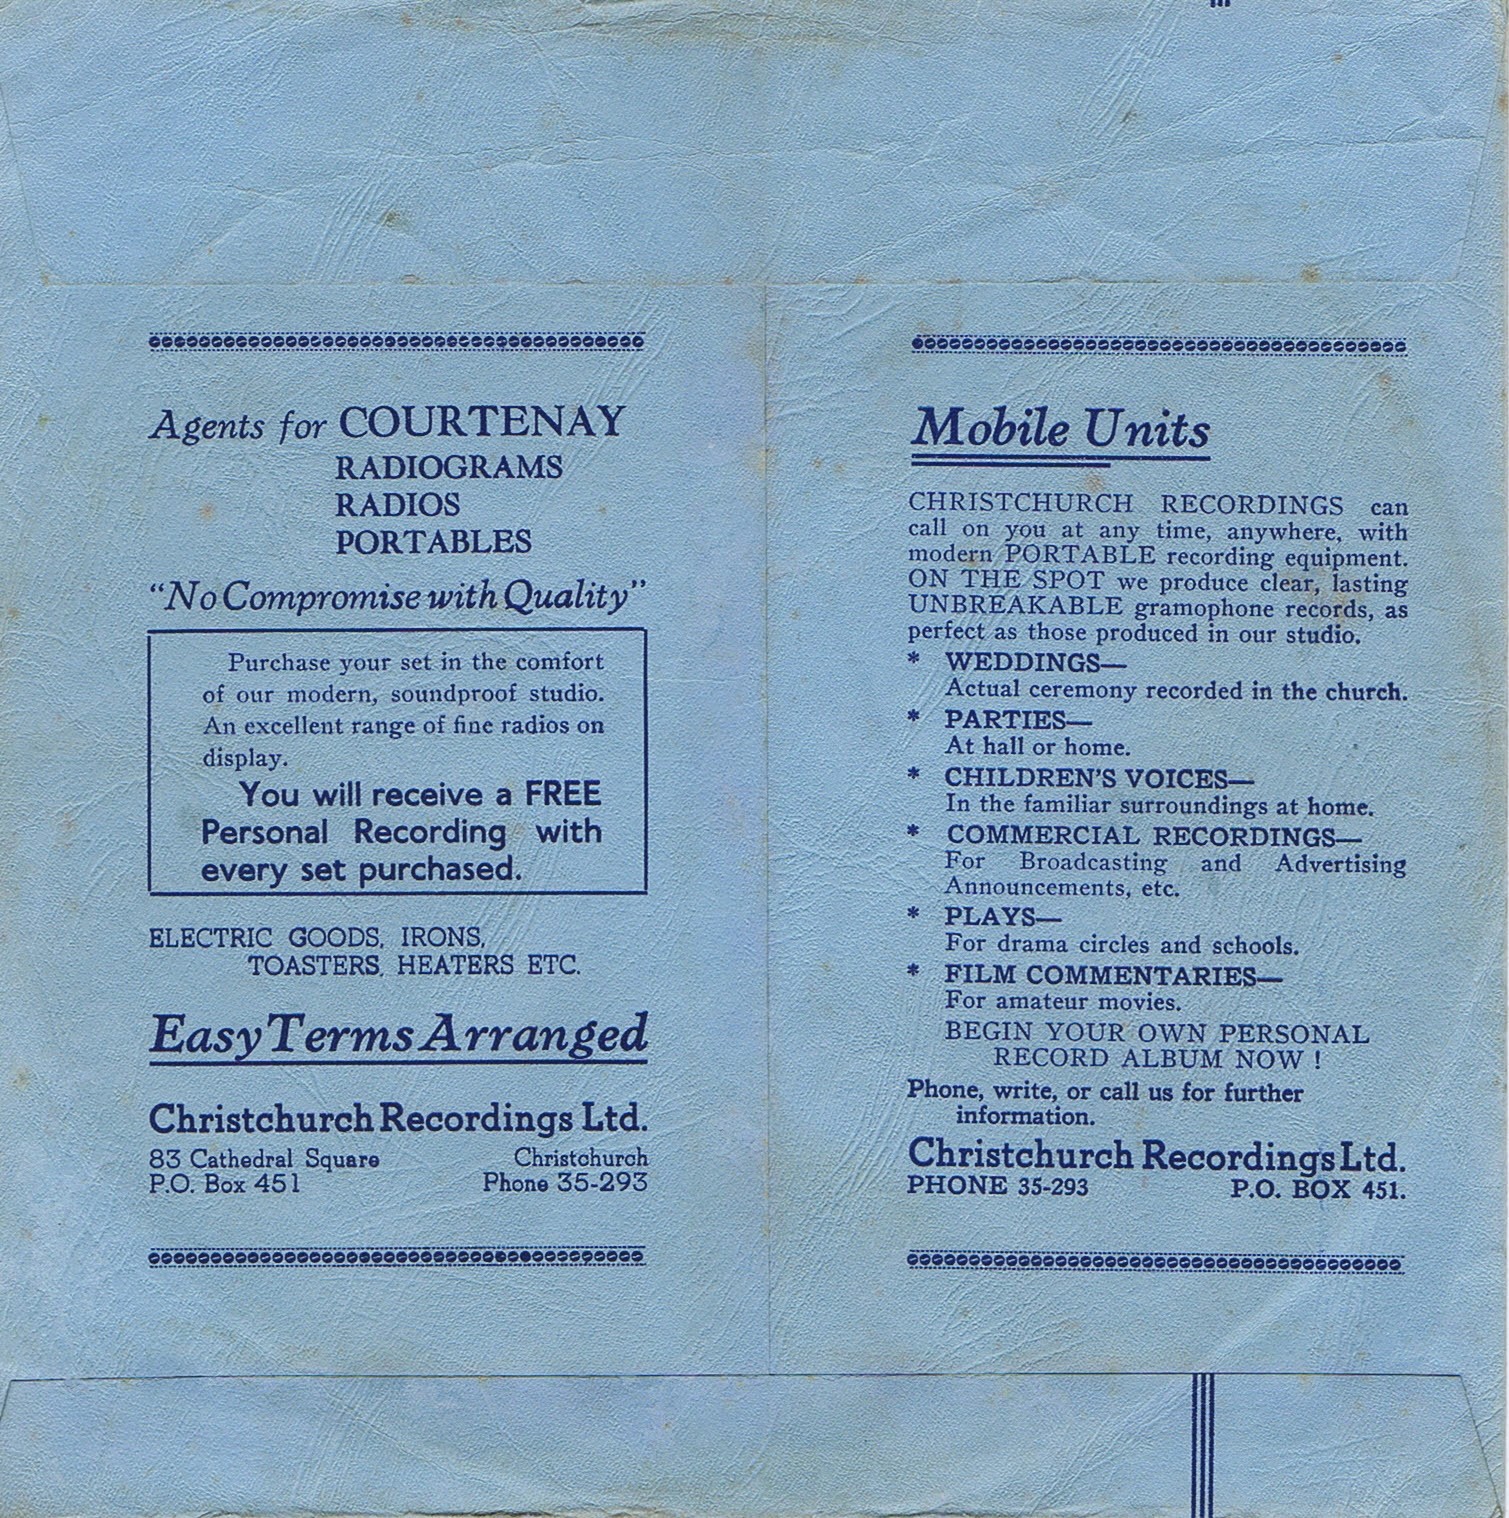 Agents for COURTENAY
RADIOGRAMS
RADIOS
PORTABLES
"No Compromise with Quality"
Purchase your set in the comfort
of our modern, soundproof studio.
An excellent range of fine radios on
display.
You will receive a FREE
Personal Recording with
every set purchased.
ELECTRIC GOODS, IRONS,
TOASTERS, HEATERS ETC.
Easy Terms Arranged
Christchurch Recordings Ltd.
83 Cathedral Square Christchurch
P.O. Box 451 Phone 35-293
Mobile Units
CHRISTCHURCH RECORDINGS can
call on you at any time, anywhere, with
modern PORTABLE recording equipment.
ON THE SPOT we produce clear, lasting
UNBREAKABLE gramophone records, as
perfect as those produced in our studio.
* WEDDINGS—
Actual ceremony recorded in the church.
* PARTIES—
At hall or home.
* CHILDREN'S VOICES—
In the familiar surroundings at home.
* COMMERCIAL RECORDINGS—
For Broadcasting and Advertising
Announcements, etc.
* PLAYS—
For drama circles and schools.
* FILM COMMENTARIES—
For amateur movies.
BEGIN YOUR OWN PERSONAL
RECORD ALBUM NOW !
Phone, write, or call us for further
information.
Christchurch Recordings Ltd.
PHONE 35-293 P.O. BOX 451.